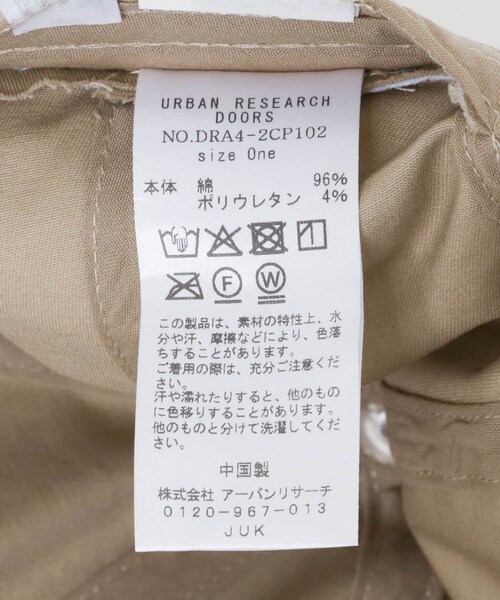 URBAN RESEARCH
DOORS
NO.DRA4-2CP102
size One
本体 綿 96%
ポリウレタン 4%
F W
この製品は、素材の特性上、水
分や汗、摩擦などにより、色落
ちすることがあります。
ご着用の際は、充分ご注意くだ
さい。
汗や濡れたりすると、他のもの
に色移りすることがあります。
他のものと分けて洗濯してくだ
さい。
中国製
株式会社 アーバンリサーチ
0120-967-013
JUK